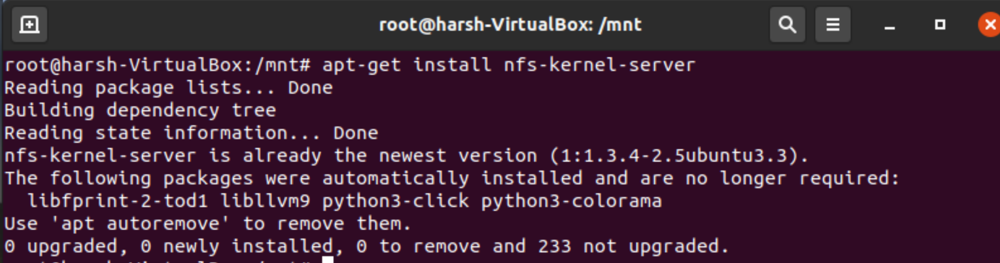 root@harsh-VirtualBox: /mnt
root@harsh-VirtualBox:/mnt# apt-get install nfs-kernel-server
Reading package lists... Done
Building dependency tree
Reading state information... Done
nfs-kernel-server is already the newest version (1:1.3.4-2.5ubuntu3.3).
The following packages were automatically installed and are no longer required:
  libfprint-2-tod1 libllvm9 python3-click python3-colorama
Use 'apt autoremove' to remove them.
0 upgraded, 0 newly installed, 0 to remove and 233 not upgraded.